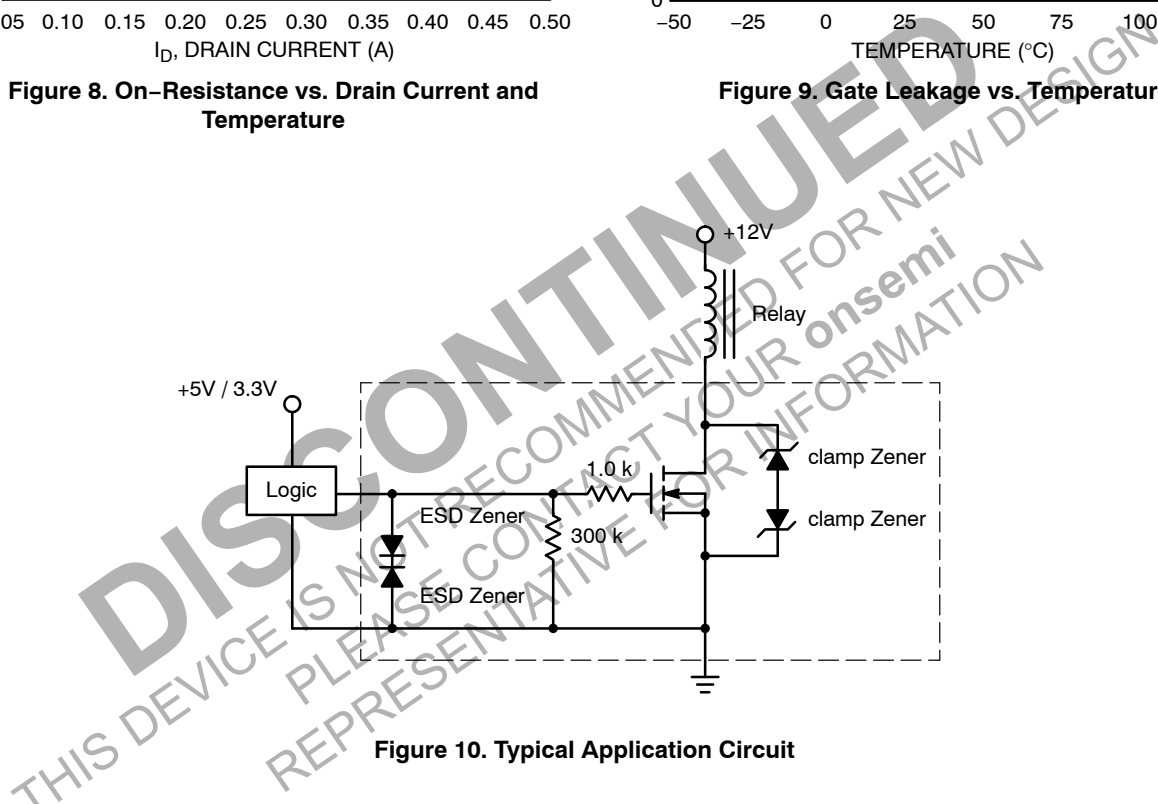 05 0.10 0.15 0.20 0.25 0.30 0.35 0.40 0.45 0.50
I_D, DRAIN CURRENT (A)
Figure 8. On−Resistance vs. Drain Current and
Temperature
0
−50 −25 0 25 50 75 100
TEMPERATURE (°C)
Figure 9. Gate Leakage vs. Temperatur
DISCONTINUED
THIS DEVICE IS NOT RECOMMENDED FOR NEW DESIGN
PLEASE CONTACT YOUR onsemi
REPRESENTATIVE FOR INFORMATION
+12V
Relay
+5V / 3.3V
Logic
ESD Zener
ESD Zener
300 k
1.0 k
clamp Zener
clamp Zener
Figure 10. Typical Application Circuit